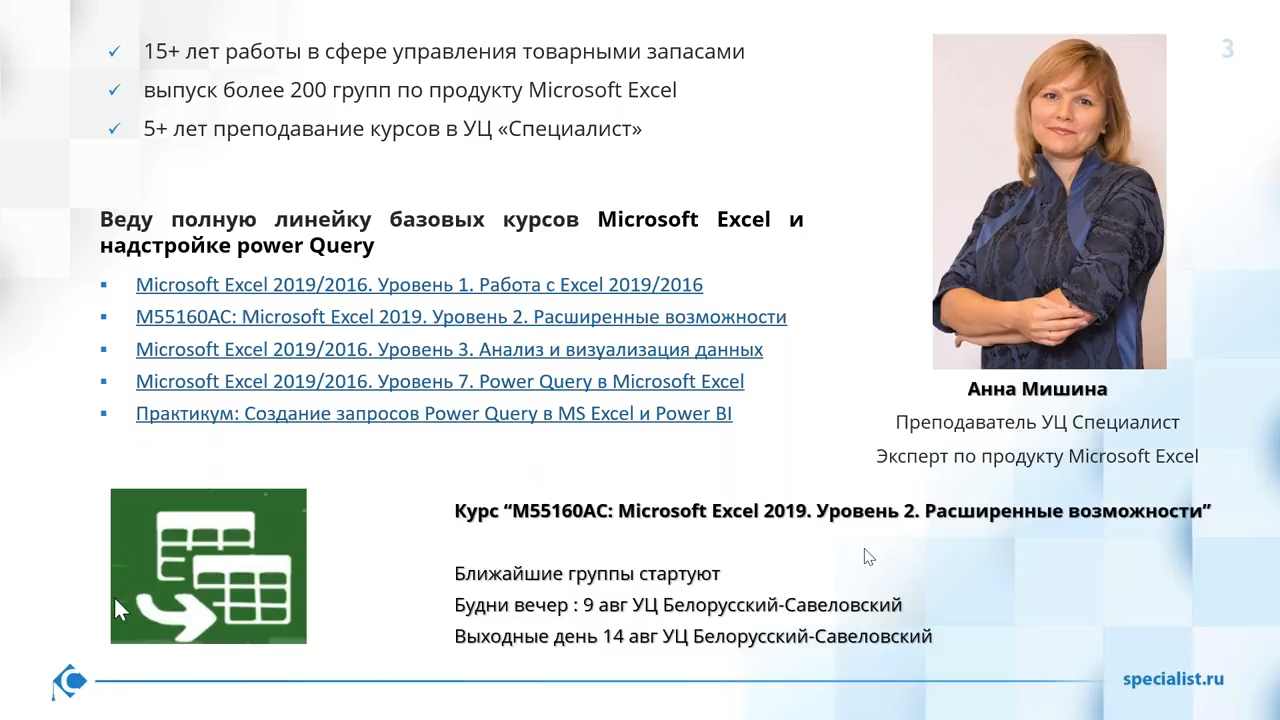 3
15+ лет работы в сфере управления товарными запасами
выпуск более 200 групп по продукту Microsoft Excel
5+ лет преподавание курсов в УЦ «Специалист»
Веду полную линейку базовых курсов Microsoft Excel и
надстройке power Query
Microsoft Excel 2019/2016. Уровень 1. Работа с Excel 2019/2016
M55160AC: Microsoft Excel 2019. Уровень 2. Расширенные возможности
Microsoft Excel 2019/2016. Уровень 3. Анализ и визуализация данных
Microsoft Excel 2019/2016. Уровень 7. Power Query в Microsoft Excel
Практикум: Создание запросов Power Query в MS Excel и Power BI
Анна Мишина
Преподаватель УЦ Специалист
Эксперт по продукту Microsoft Excel
Курс “M55160AC: Microsoft Excel 2019. Уровень 2. Расширенные возможности”
Ближайшие группы стартуют
Будни вечер : 9 авг УЦ Белорусский-Савеловский
Выходные день 14 авг УЦ Белорусский-Савеловский
specialist.ru